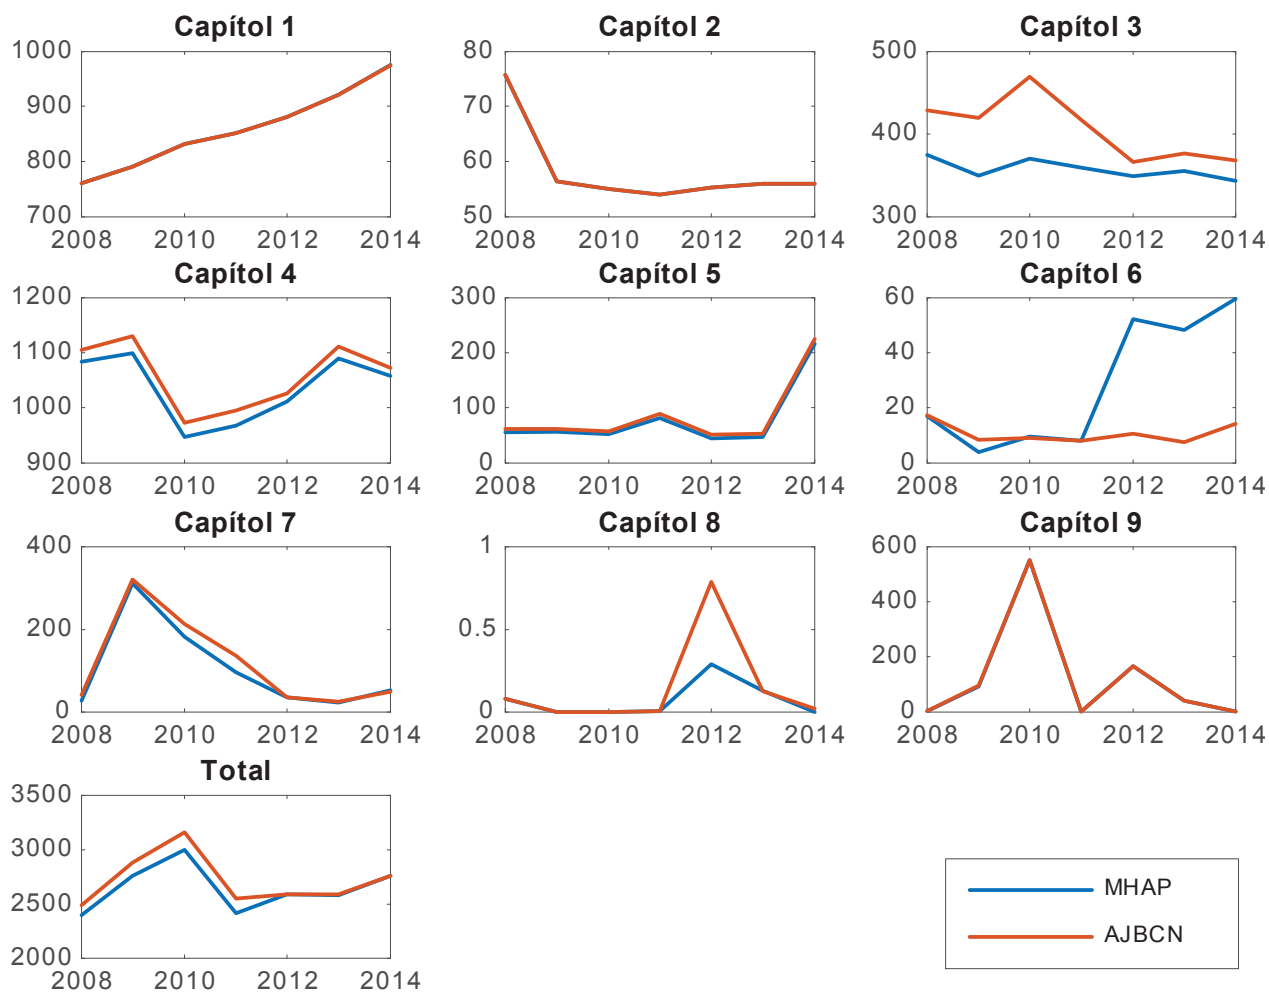 Capítol 1
Capítol 2
Capítol 3
1000
900
800
700
2008 2010 2012 2014
80
70
60
50
2008 2010 2012 2014
500
400
300
2008 2010 2012 2014
Capítol 4
Capítol 5
Capítol 6
1200
1100
1000
900
2008 2010 2012 2014
300
200
100
0
2008 2010 2012 2014
60
40
20
0
2008 2010 2012 2014
Capítol 7
Capítol 8
Capítol 9
400
200
0
2008 2010 2012 2014
1
0.5
0
2008 2010 2012 2014
600
400
200
0
2008 2010 2012 2014
Total
3500
3000
2500
2000
2008 2010 2012 2014
MHAP
AJBCN